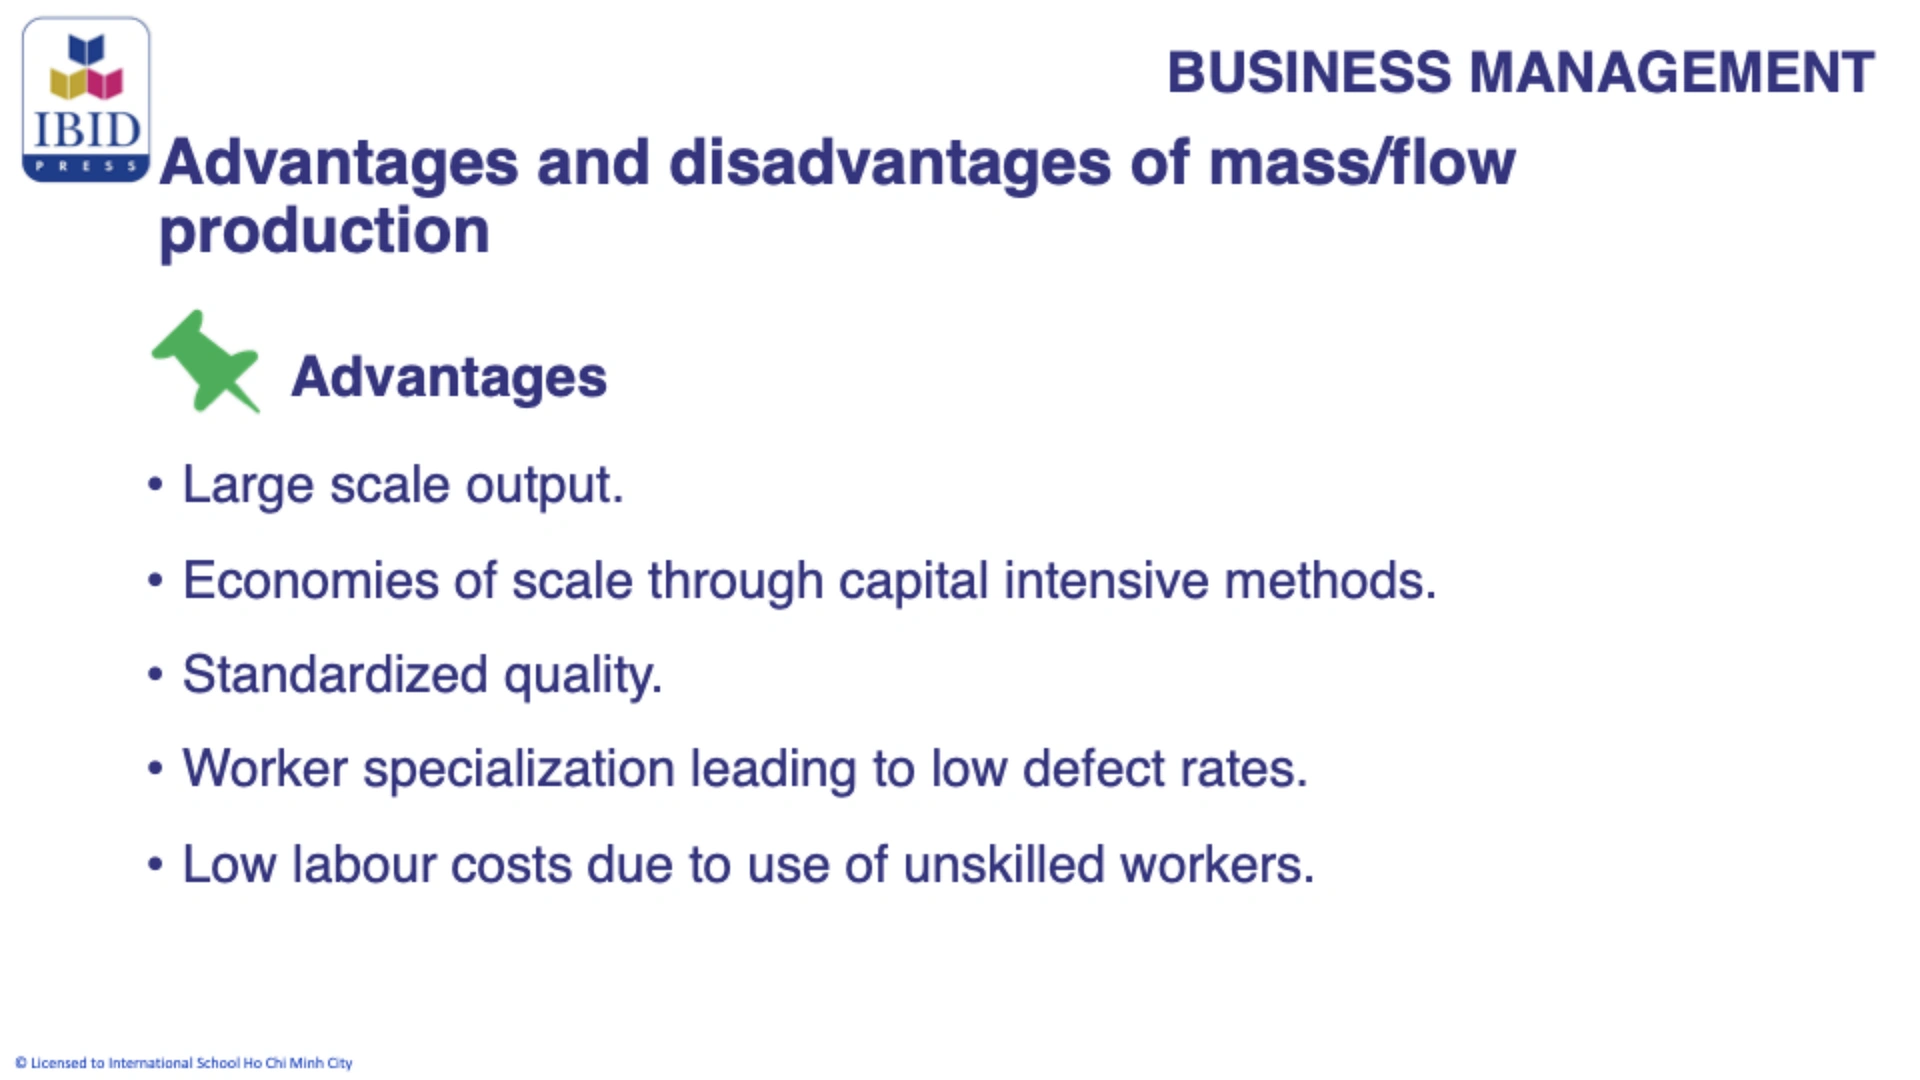 IBID
PRESS
BUSINESS MANAGEMENT
Advantages and disadvantages of mass/flow
production
Advantages
• Large scale output.
• Economies of scale through capital intensive methods.
• Standardized quality.
• Worker specialization leading to low defect rates.
• Low labour costs due to use of unskilled workers.
© Licensed to International School Ho Chi Minh City